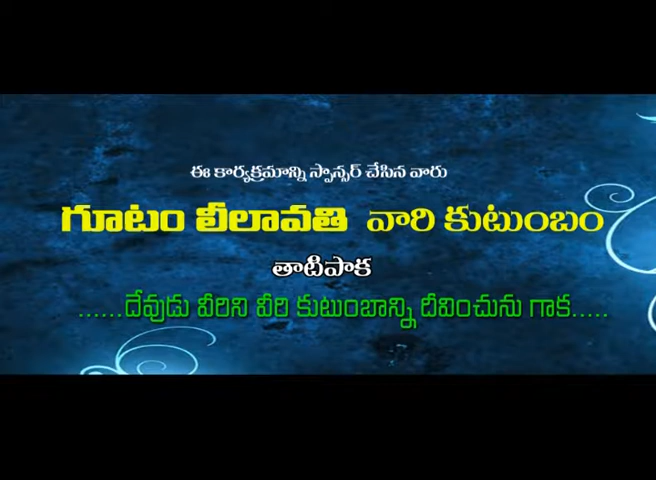 ఈ కార్యక్రమాన్ని స్పాన్సర్ చేసిన వారు
గూటం లీలావతి వారి కుటుంబం
తాటిపాక
......దేవుడు వీరిని వీరి కుటుంబాన్ని దీవించును గాక.....